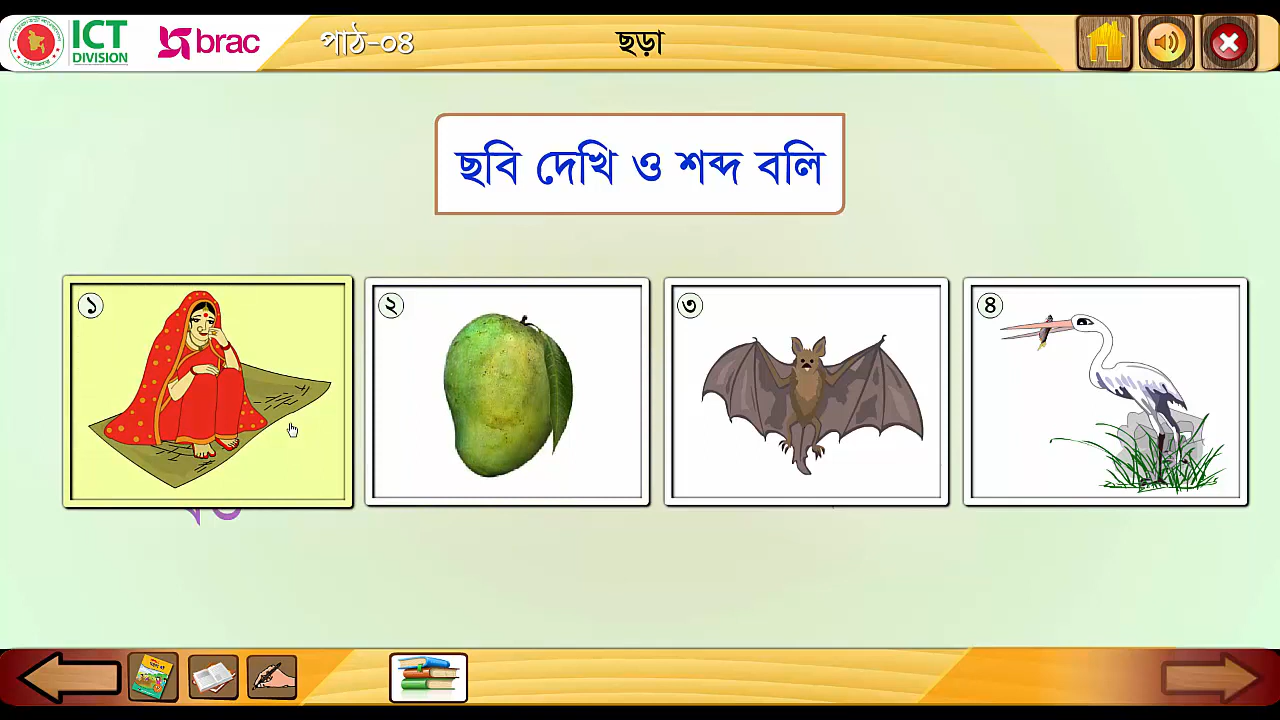 ICT
DIVISION
brac
পাঠ-০৪
ছড়া
ছবি দেখি ও শব্দ বলি
১
২
৩
৪